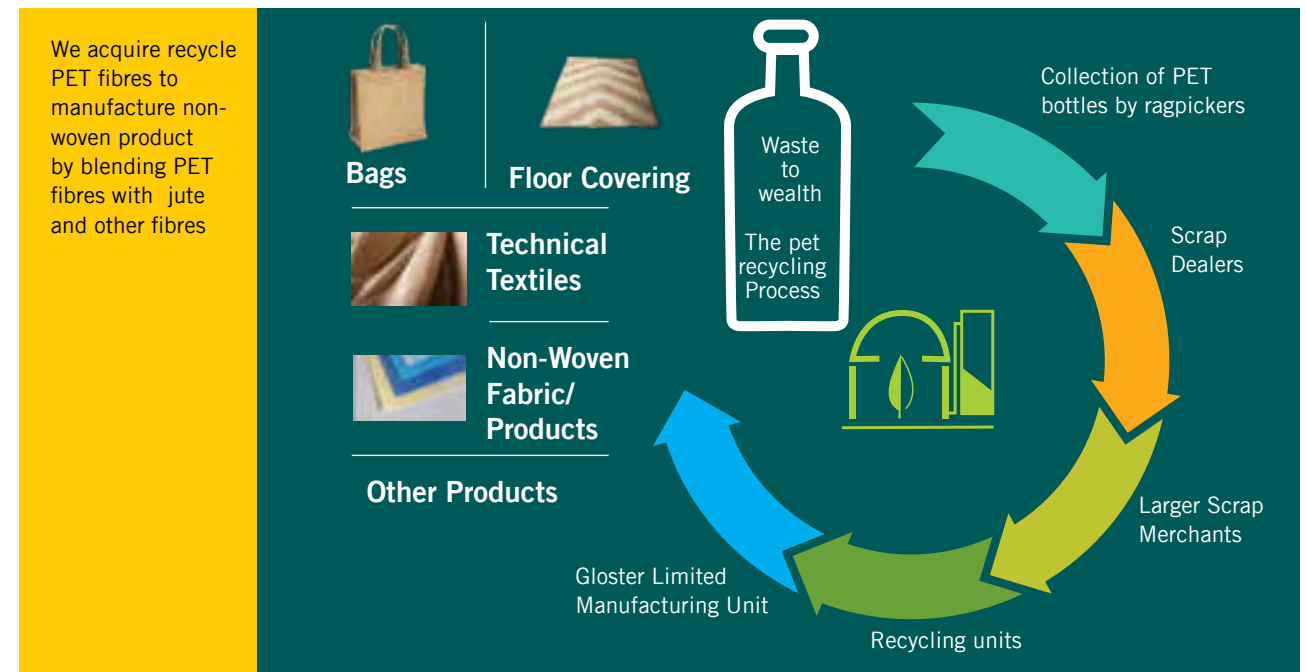 We acquire recycle
PET fibres to
manufacture non-
woven product
by blending PET
fibres with jute
and other fibres
Bags
Floor Covering
Technical
Textiles
Non-Woven
Fabric/
Products
Other Products
Waste
to
wealth
The pet
recycling
Process
Collection of PET
bottles by ragpickers
Scrap
Dealers
Larger Scrap
Merchants
Recycling units
Gloster Limited
Manufacturing Unit